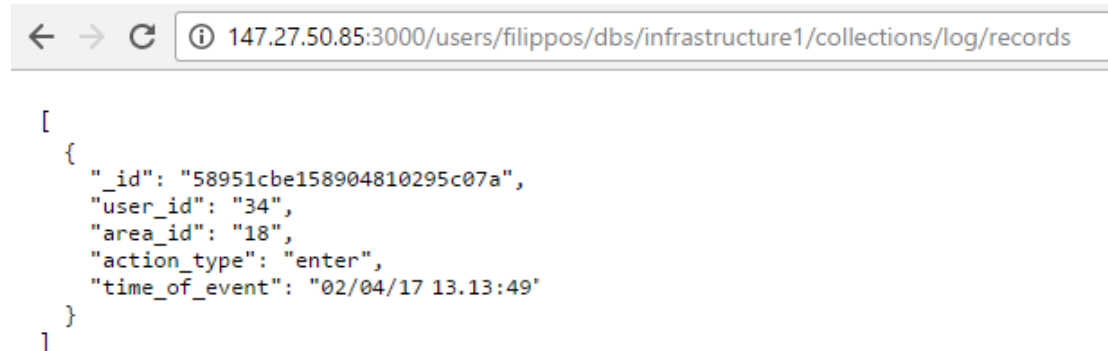 147.27.50.85:3000/users/filippos/dbs/infrastructure1/collections/log/records
[
{
"_id": "58951cbe158904810295c07a",
"user_id": "34",
"area_id": "18",
"action_type": "enter",
"time_of_event": "02/04/17 13.13:49'
}
]